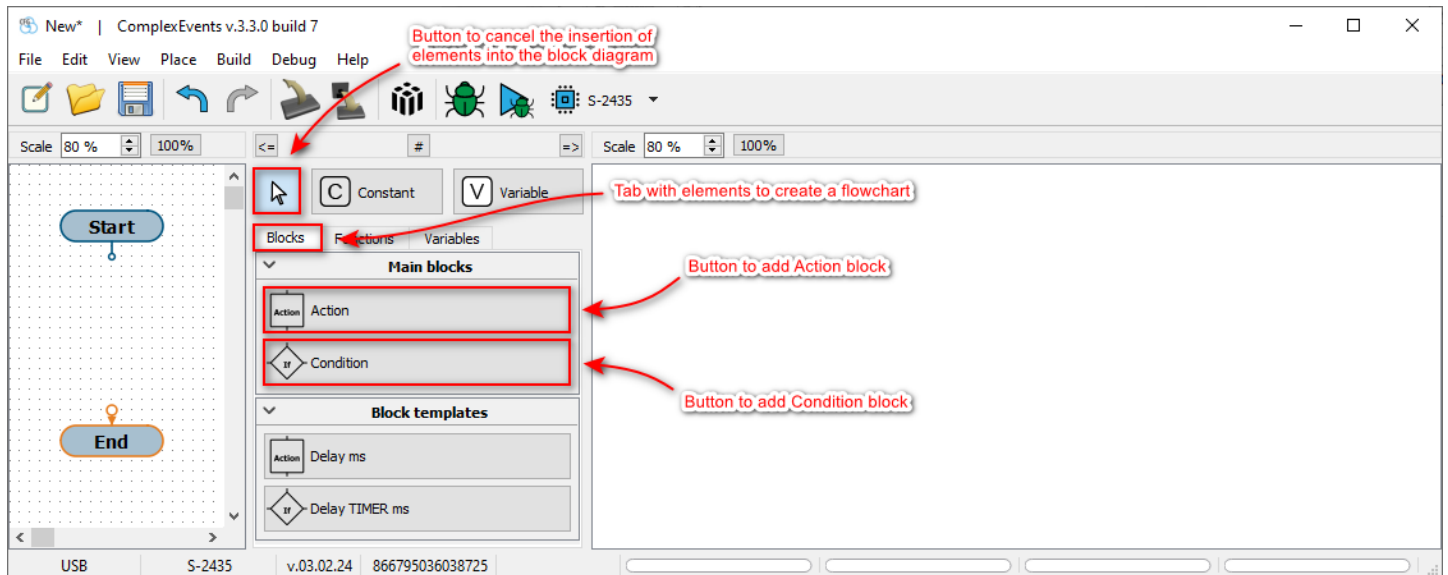 New* | ComplexEvents v.3.3.0 build 7
Button to cancel the insertion of
elements into the block diagram
File Edit View Place Build Debug Help
S-2435
Scale 80 % 100% <= # => Scale 80 % 100%
C Constant V Variable
Tab with elements to create a flowchart
Start
Blocks Functions Variables
Main blocks
Button to add Action block
Action Action
If Condition
Button to add Condition block
Block templates
End
Action Delay ms
If Delay TIMER ms
USB S-2435 v.03.02.24 866795036038725